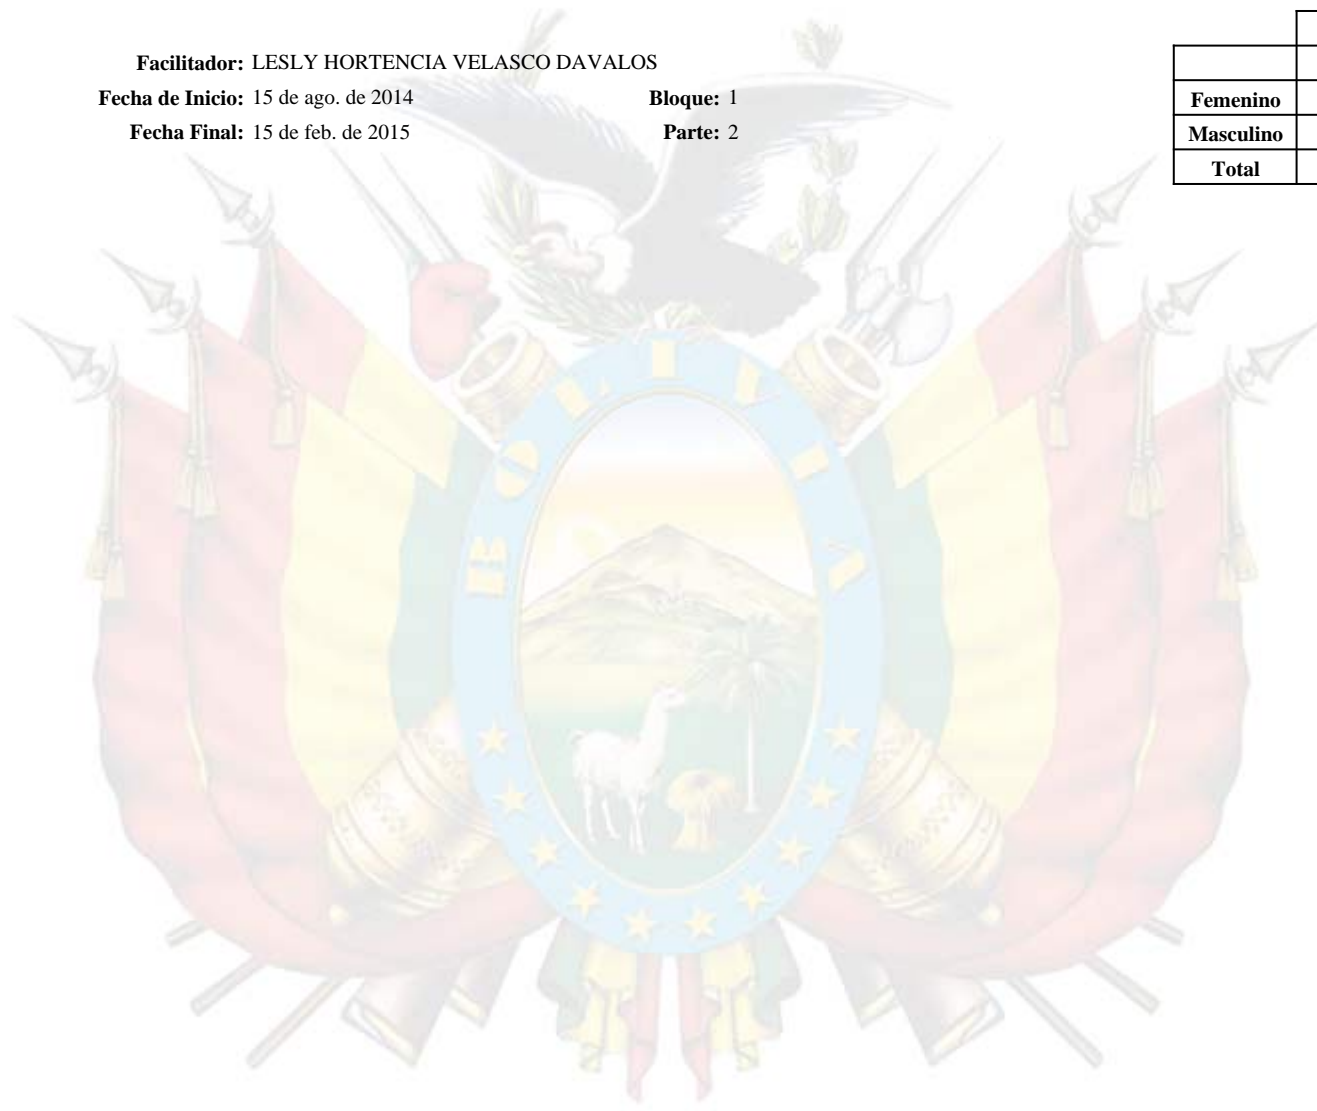 Facilitador: LESLY HORTENCIA VELASCO DAVALOS
Fecha de Inicio: 15 de ago. de 2014 Bloque: 1
Fecha Final: 15 de feb. de 2015 Parte: 2
Femenino
Masculino
Total
BOLIVIA